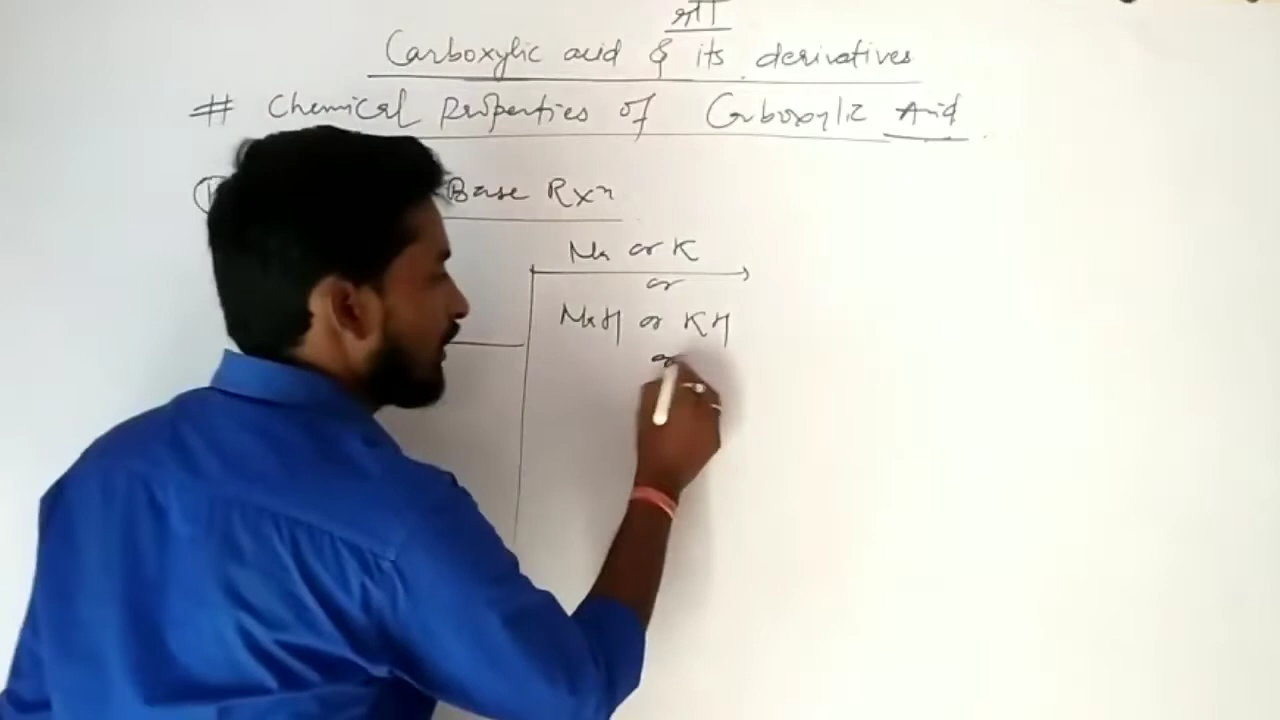 श्री
Carboxylic acid & its derivatives
# Chemical Properties of Carboxylic Acid
Base Rxn
Na or K
or
NaH or KH
or